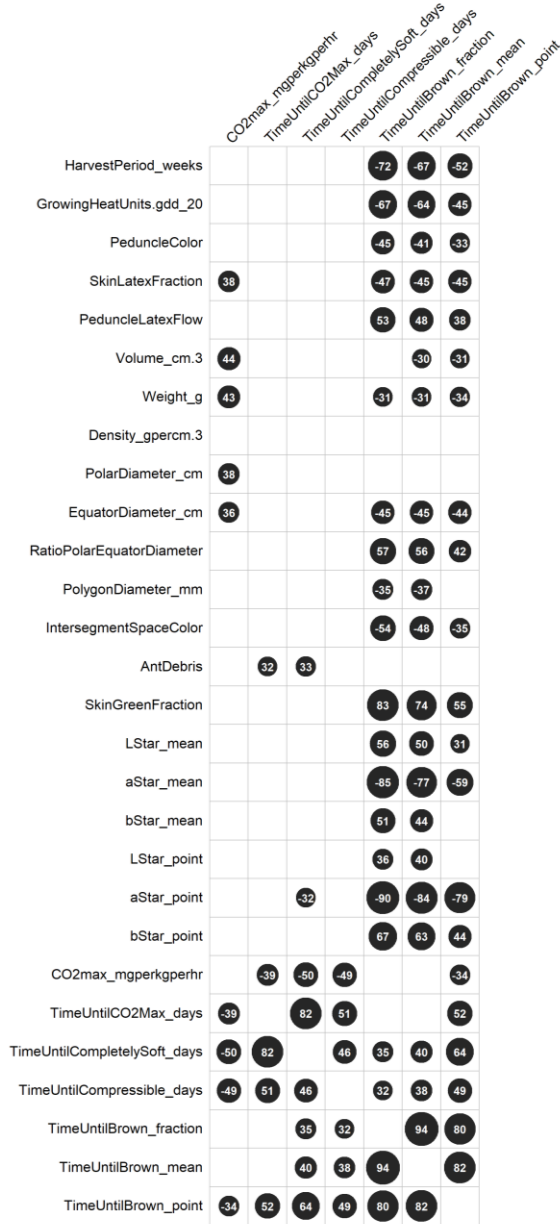 CO2max_mgperkgperhr
TimeUntilCO2Max_days
TimeUntilCompletelySoft_days
TimeUntilCompressible_days
TimeUntilBrown_fraction
TimeUntilBrown_mean
TimeUntilBrown_point
HarvestPeriod_weeks -72 -67 -52
GrowingHeatUnits.gdd_20 -67 -64 -45
PeduncleColor -45 -41 -33
SkinLatexFraction 38 -47 -45 -45
PeduncleLatexFlow 53 48 38
Volume_cm.3 44 -30 -31
Weight_g 43 -31 -31 -34
Density_gpercm.3
PolarDiameter_cm 38
EquatorDiameter_cm 36 -45 -45 -44
RatioPolarEquatorDiameter 57 56 42
PolygonDiameter_mm -35 -37
IntersegmentSpaceColor -54 -48 -35
AntDebris 32 33
SkinGreenFraction 83 74 55
LStar_mean 56 50 31
aStar_mean -85 -77 -59
bStar_mean 51 44
LStar_point 36 40
aStar_point -32 -90 -84 -79
bStar_point 67 63 44
CO2max_mgperkgperhr -39 -50 -49 -34
TimeUntilCO2Max_days -39 82 51 52
TimeUntilCompletelySoft_days -50 82 46 35 40 64
TimeUntilCompressible_days -49 51 46 32 38 49
TimeUntilBrown_fraction 35 32 94 80
TimeUntilBrown_mean 40 38 94 82
TimeUntilBrown_point -34 52 64 49 80 82